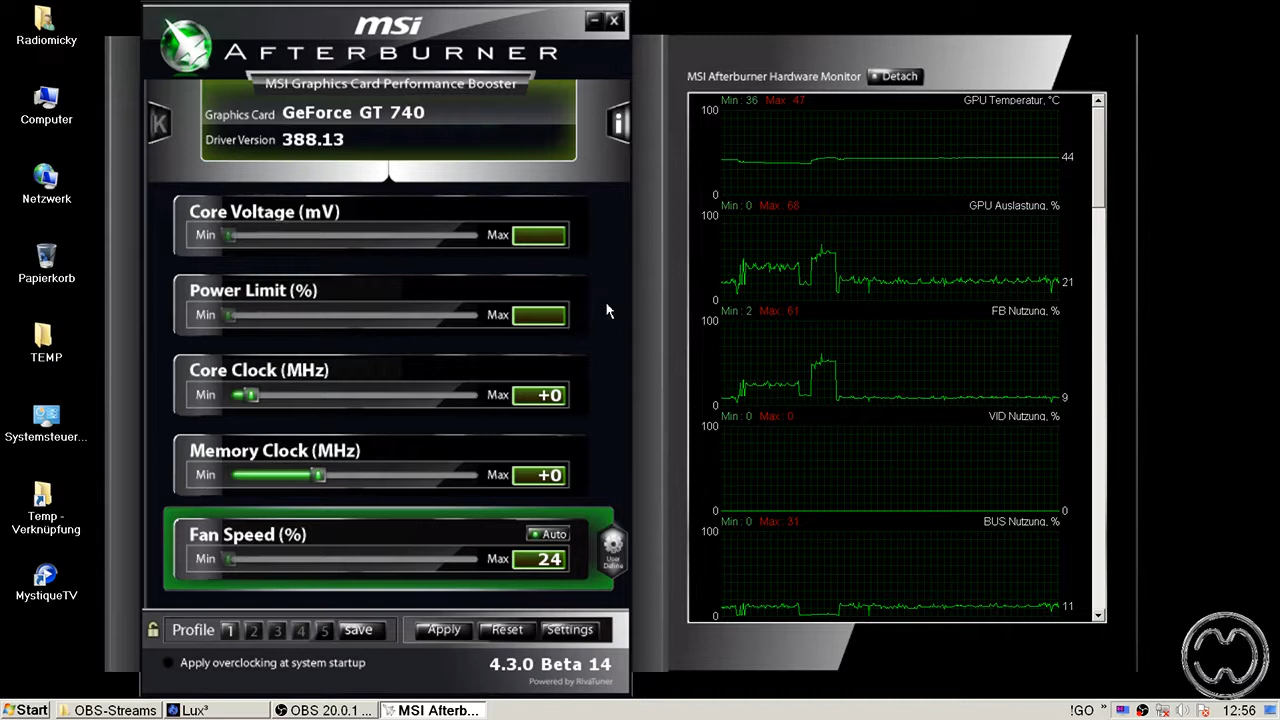 Radiomicky
Computer
Netzwerk
Papierkorb
TEMP
Systemsteuer...
Temp -
Verknüpfung
MystiqueTV
msi
AFTERBURNER
MSI Graphics Card Performance Booster
Graphics Card GeForce GT 740
Driver Version 388.13
K
i
Core Voltage (mV)
Min Max
Power Limit (%)
Min Max
Core Clock (MHz)
Min Max +0
Memory Clock (MHz)
Min Max +0
Fan Speed (%) Auto
Min Max 24
User
Define
Profile 1 2 3 4 5 save Apply Reset Settings
Apply overclocking at system startup 4.3.0 Beta 14
Powered by RivaTuner
MSI Afterburner Hardware Monitor Detach
Min : 36 Max : 47 GPU Temperatur, °C
100
44
0
Min : 0 Max : 68 GPU Auslastung, %
100
21
0
Min : 2 Max : 61 FB Nutzung, %
100
9
0
Min : 0 Max : 0 VID Nutzung, %
100
0 0
Min : 0 Max : 31 BUS Nutzung, %
100
11
0
Start OBS-Streams Lux³ OBS 20.0.1 ... MSI Afterb... !GO » 12:56